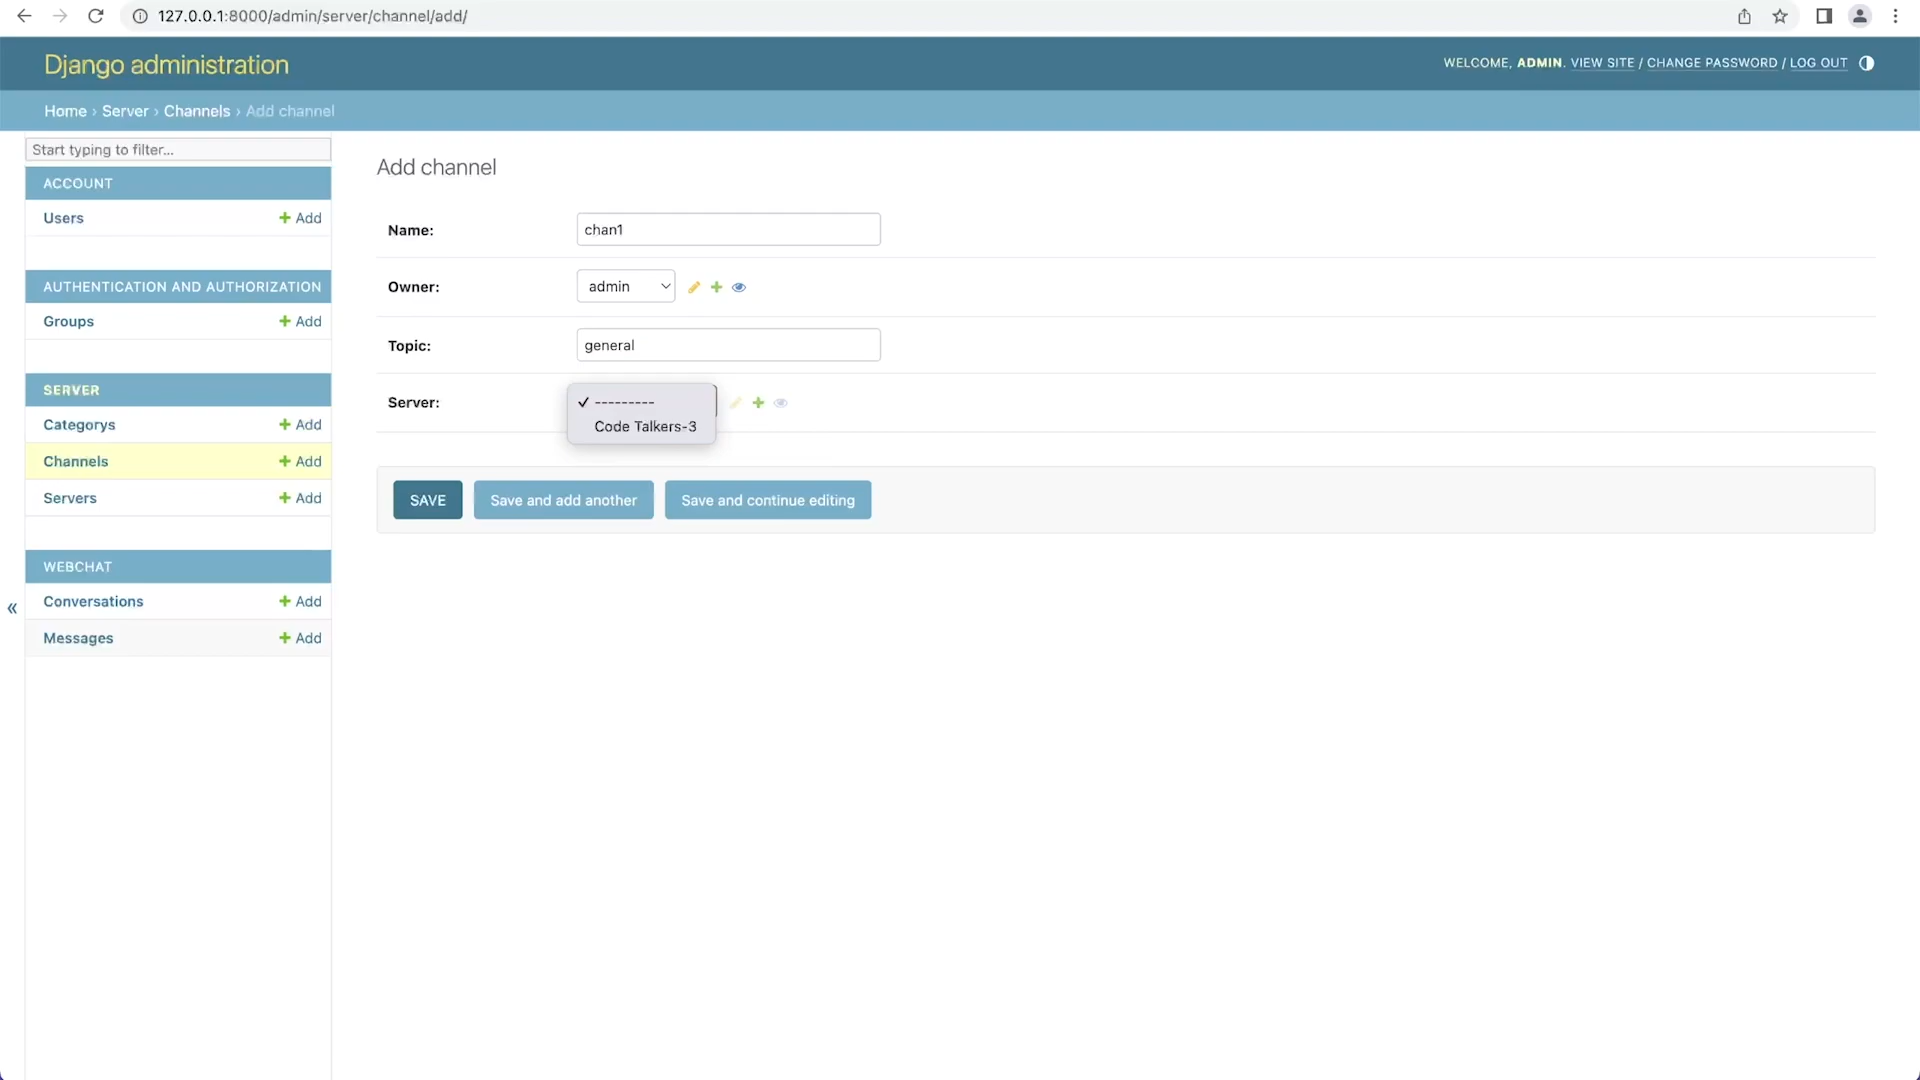 127.0.0.1:8000/admin/server/channel/add/
Django administration
WELCOME, ADMIN. VIEW SITE / CHANGE PASSWORD / LOG OUT
Home › Server › Channels › Add channel
Start typing to filter...
ACCOUNT
Users + Add
AUTHENTICATION AND AUTHORIZATION
Groups + Add
SERVER
Categorys + Add
Channels + Add
Servers + Add
WEBCHAT
Conversations + Add
Messages + Add
«
Add channel
Name: chan1
Owner: admin
Topic: general
Server: ✓ ---------
Code Talkers-3
SAVE Save and add another Save and continue editing